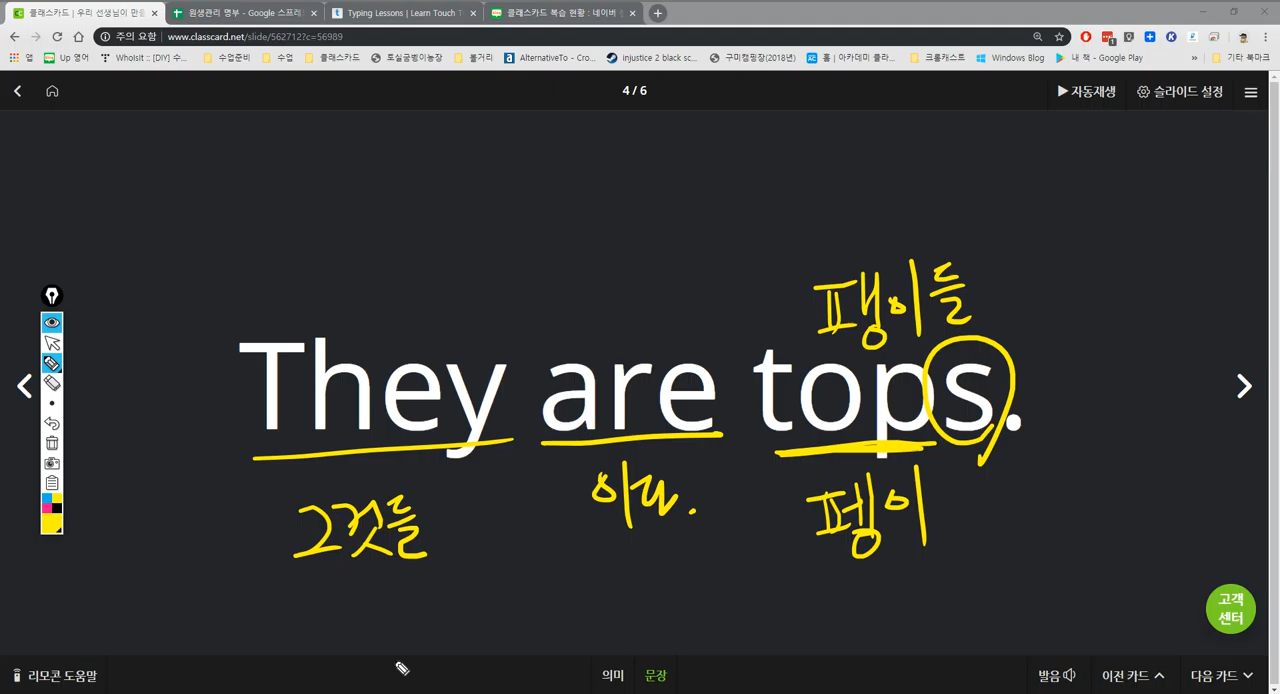 클래스카드 | 우리 선생님이 만들
원생관리 명부 - Google 스프레
Typing Lessons | Learn Touch T
클래스카드 복습 현황 : 네이버
주의 요함 www.classcard.net/slide/562712?c=56989
앱 Up 영어 WhoIsIt :: [DIY] 수... 수업준비 수업 클래스카드 토실굼벵이농장 볼거리 AlternativeTo - Cro... injustice 2 black sc... 구미캠핑장(2018년) 홈 | 아카데미 클라... 크롬캐스트 Windows Blog 내 책 - Google Play » 기타 북마크
4 / 6
자동재생
슬라이드 설정
팽이들
They are tops.
그것들
이다.
펭이
고객
센터
리모콘 도움말
의미
문장
발음
이전 카드
다음 카드